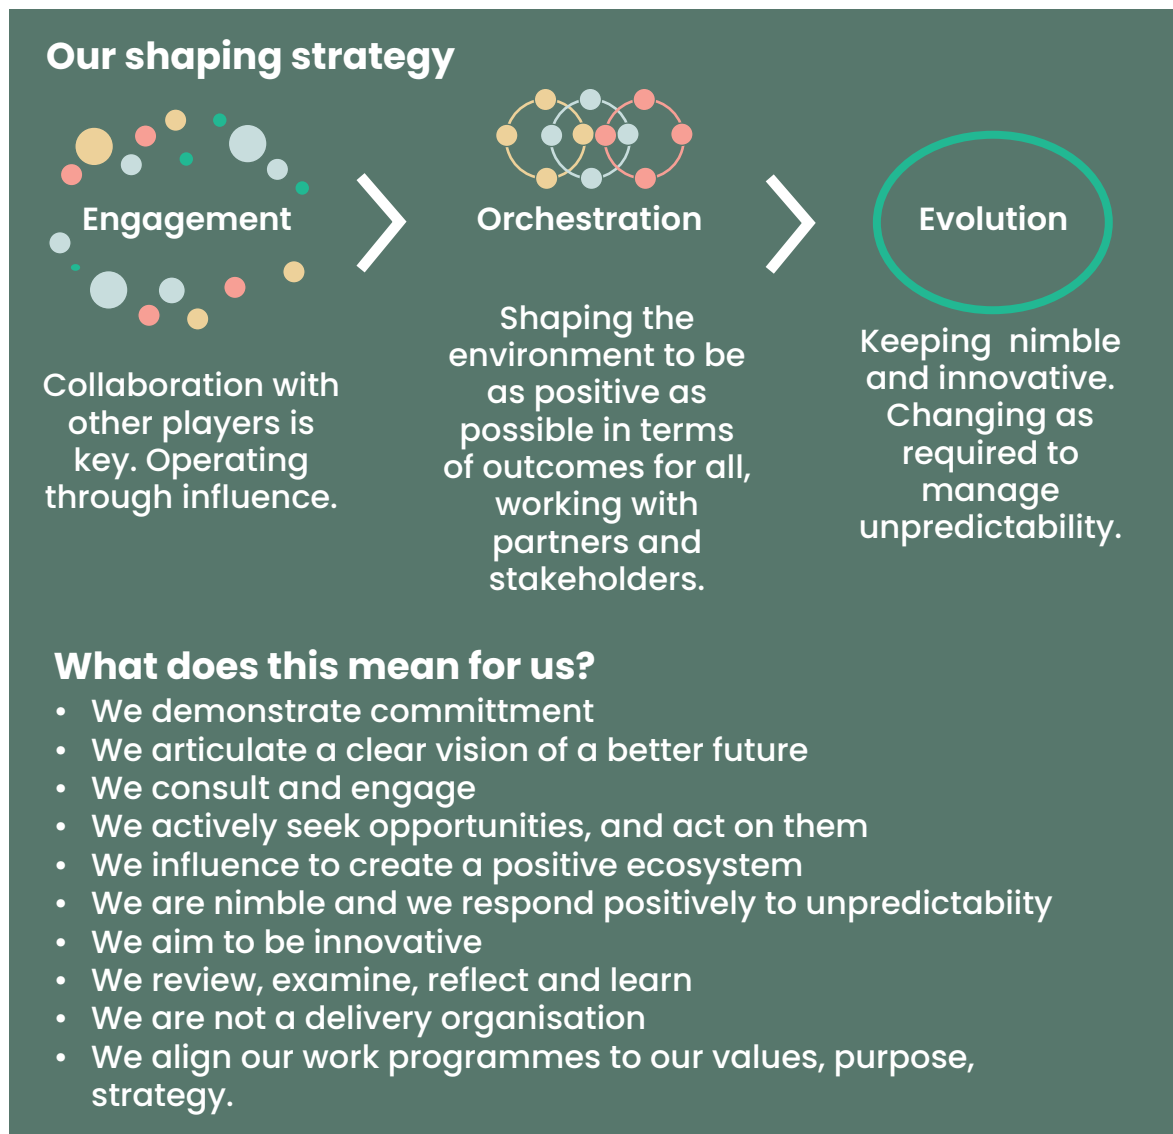 Our shaping strategy
Engagement
Collaboration with
other players is
key. Operating
through influence.
Orchestration
Shaping the
environment to be
as positive as
possible in terms
of outcomes for all,
working with
partners and
stakeholders.
Evolution
Keeping  nimble
and innovative.
Changing as
required to
manage
unpredictability.
What does this mean for us?
• We demonstrate committment
• We articulate a clear vision of a better future
• We consult and engage
• We actively seek opportunities, and act on them
• We influence to create a positive ecosystem
• We are nimble and we respond positively to unpredictabiity
• We aim to be innovative
• We review, examine, reflect and learn
• We are not a delivery organisation
• We align our work programmes to our values, purpose,
strategy.